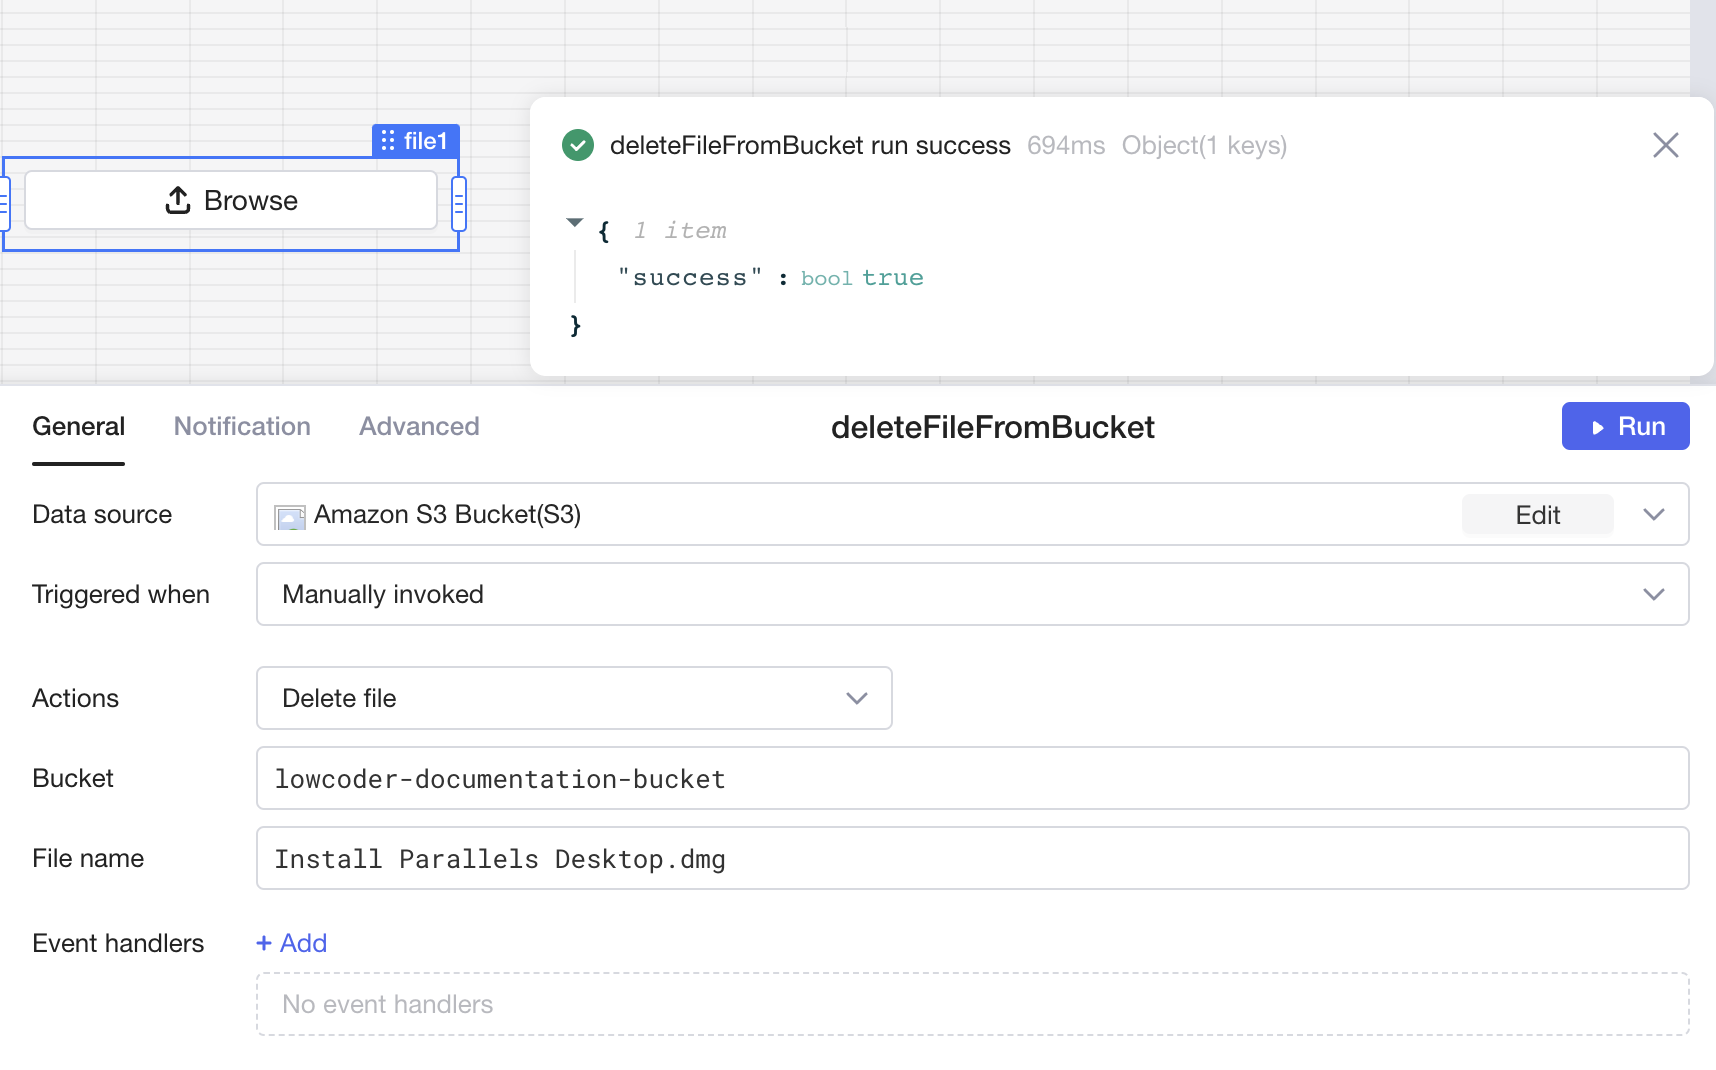 file1
Browse
deleteFileFromBucket run success 694ms Object(1 keys)
{ 1 item
"success" : bool true
}
General Notification Advanced deleteFileFromBucket Run
Data source Amazon S3 Bucket(S3) Edit
Triggered when Manually invoked
Actions Delete file
Bucket lowcoder-documentation-bucket
File name Install Parallels Desktop.dmg
Event handlers + Add
No event handlers